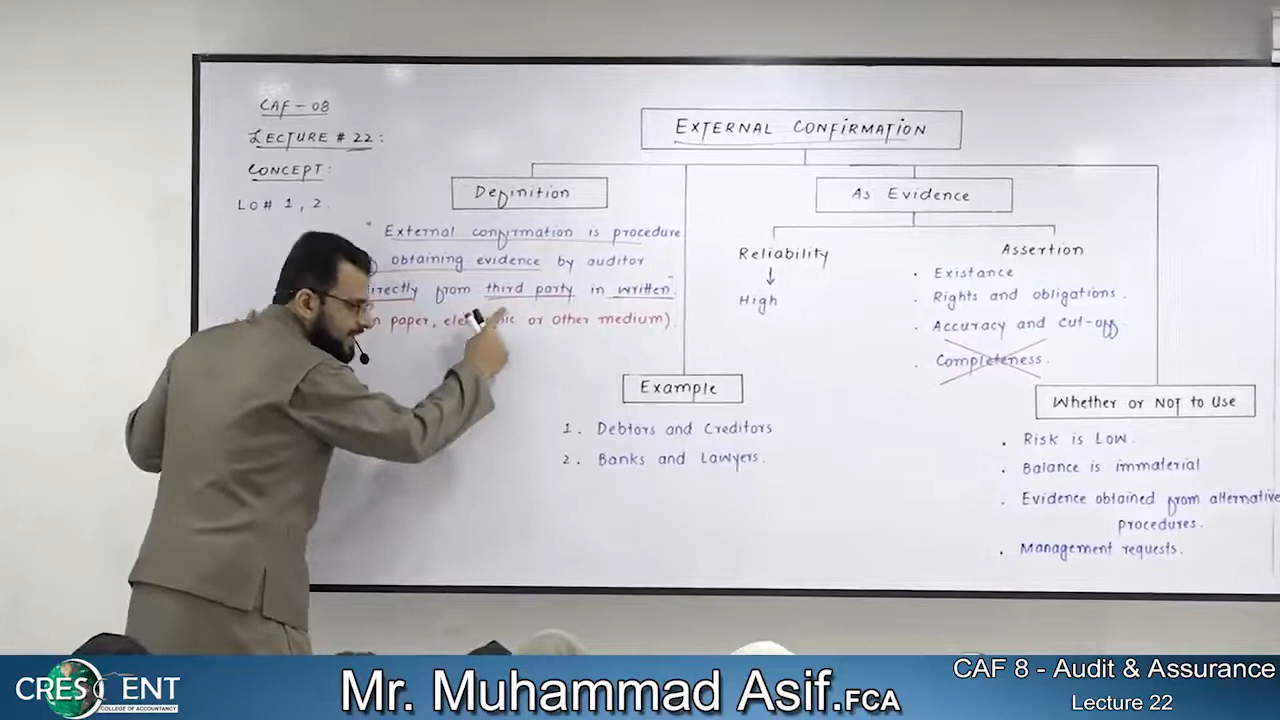 CAF - 08
LECTURE # 22 :
CONCEPT :
LO# 1, 2.
EXTERNAL CONFIRMATION
Definition
" External confirmation is procedure
obtaining evidence by auditor
directly from third party in written".
paper, or other medium).
Example
1. Debtors and Creditors
2. Banks and Lawyers.
As Evidence
Reliability
↓
High
Assertion
. Existance
. Rights and obligations.
. Accuracy and cut-off.
. Completeness.
Whether or NOT to Use
. Risk is Low.
. Balance is immaterial
. Evidence obtained from alternative
procedures.
. Management requests.
CRESCENT
COLLEGE OF ACCOUNTANCY
Mr. Muhammad Asif.FCA
CAF 8 - Audit & Assurance
Lecture 22